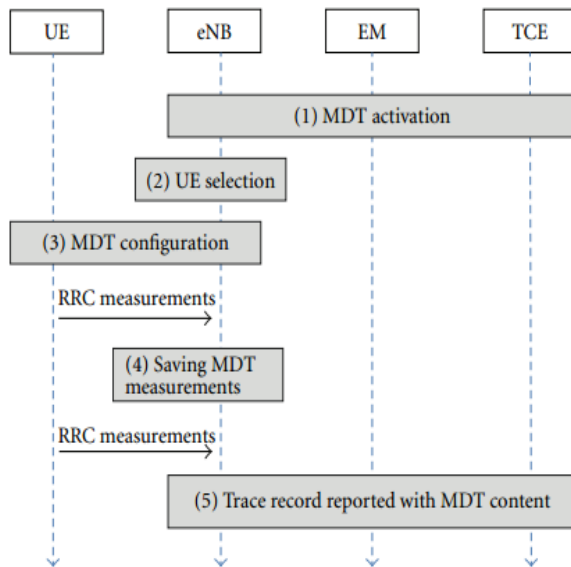 UE eNB EM TCE
(1) MDT activation
(2) UE selection
(3) MDT configuration
RRC measurements
(4) Saving MDT
measurements
RRC measurements
(5) Trace record reported with MDT content